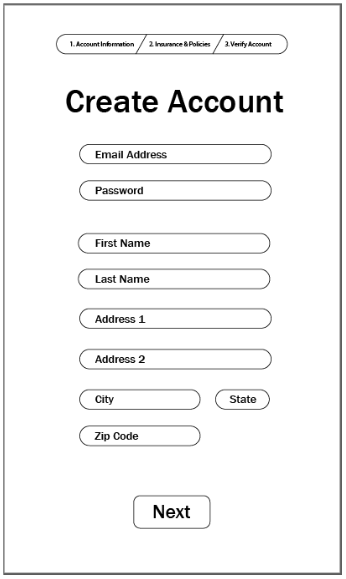 1. Account Information 2. Insurance & Policies 3. Verify Account
Create Account
Email Address
Password
First Name
Last Name
Address 1
Address 2
City State
Zip Code
Next